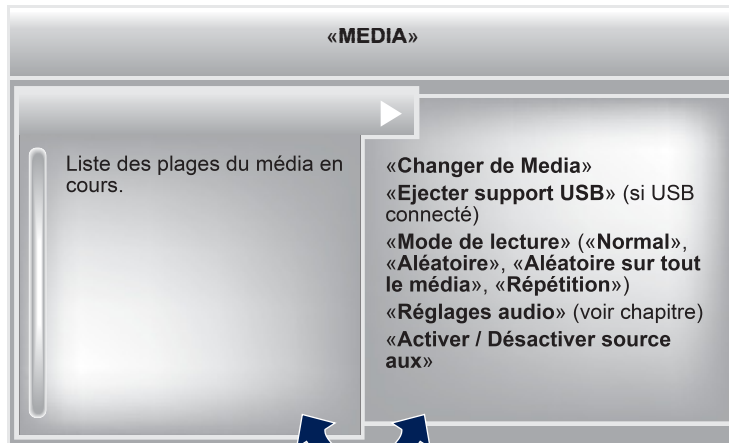 «MEDIA»
Liste des plages du média en
cours.
«Changer de Media»
«Ejecter support USB» (si USB
connecté)
«Mode de lecture» («Normal»,
«Aléatoire», «Aléatoire sur tout
le média», «Répétition»)
«Réglages audio» (voir chapitre)
«Activer / Désactiver source
aux»